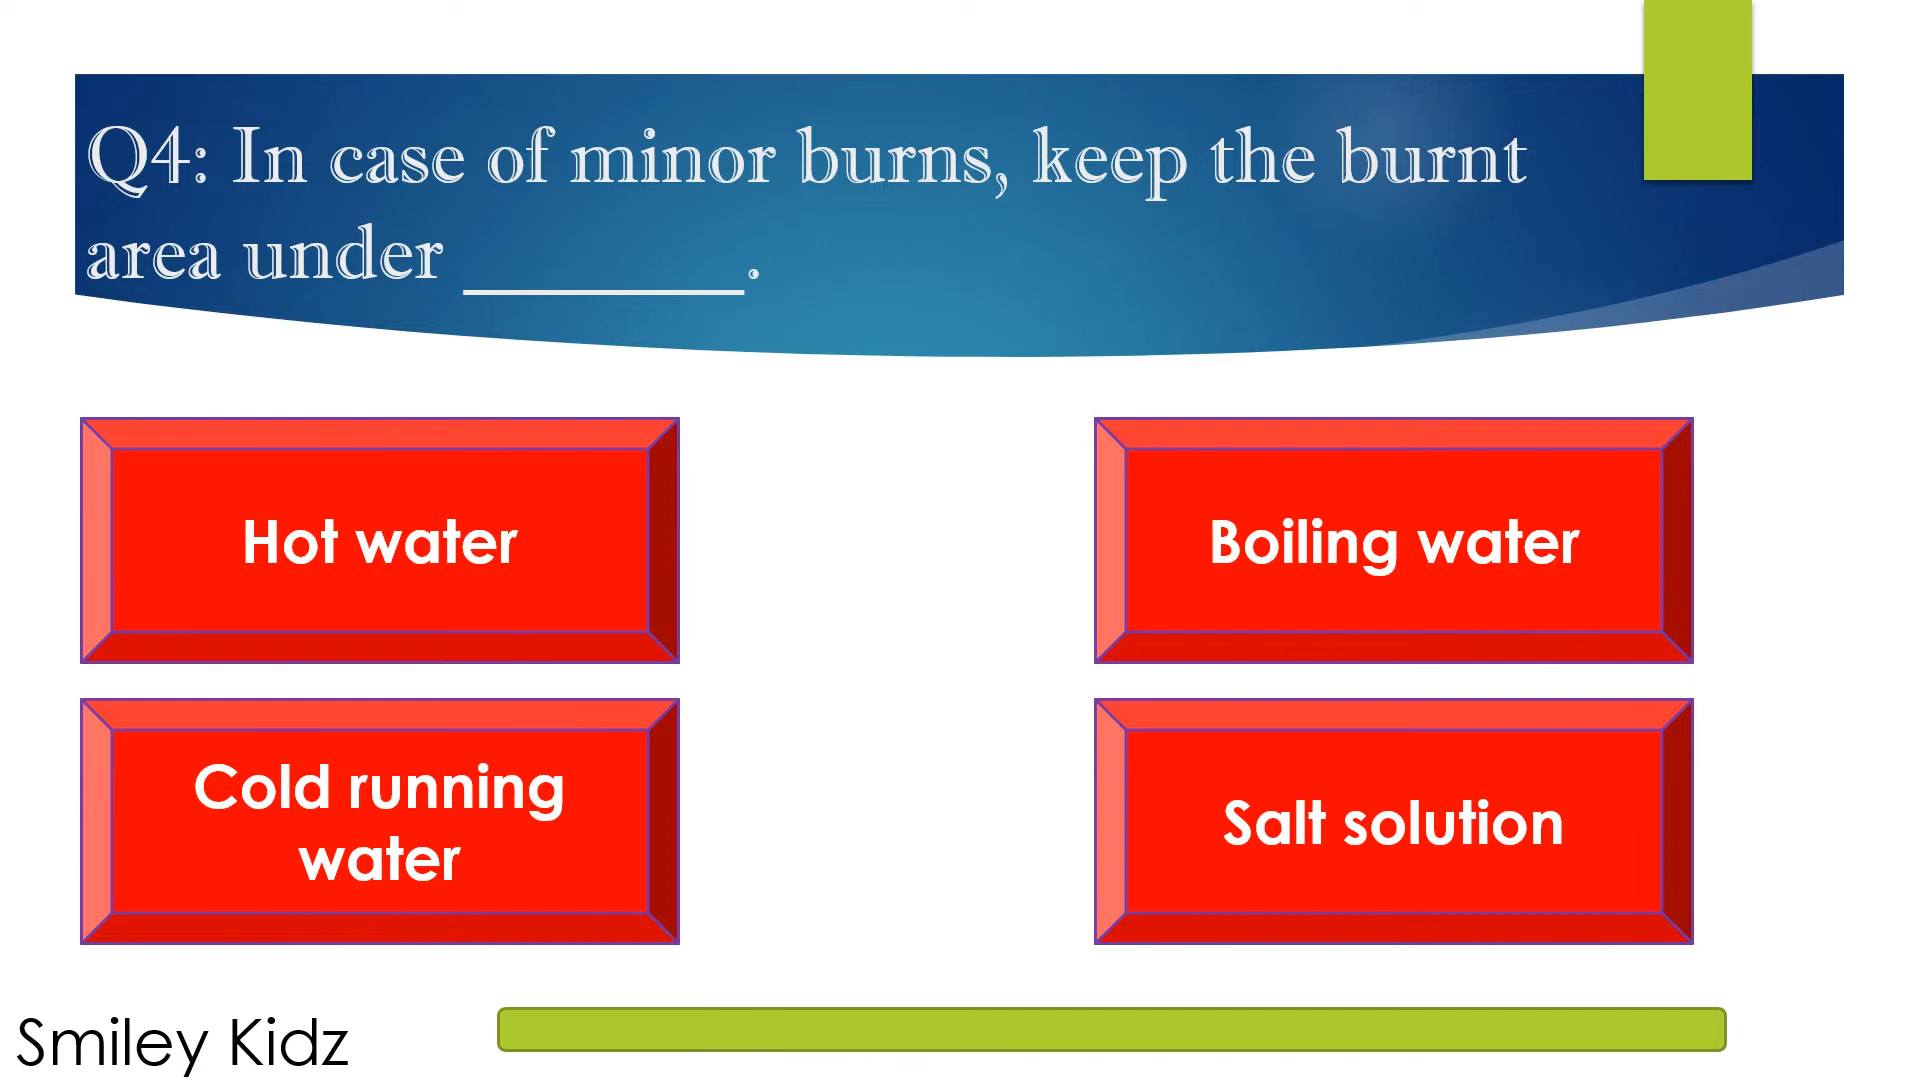 Q4: In case of minor burns, keep the burnt
area under ________.
Hot water
Boiling water
Cold running
water
Salt solution
Smiley Kidz